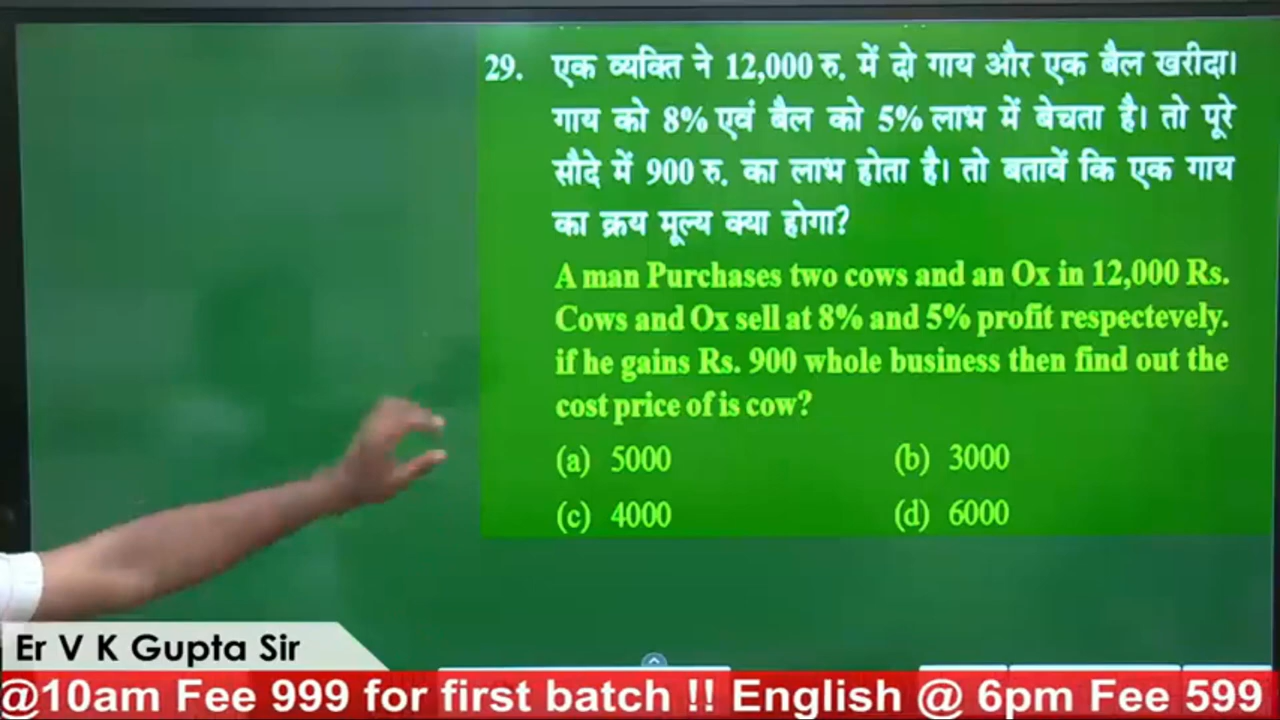 29. एक व्यक्ति ने 12,000 रु. में दो गाय और एक बैल खरीदा।
गाय को 8% एवं बैल को 5% लाभ में बेचता है। तो पूरे
सौदे में 900 रु. का लाभ होता है। तो बतावें कि एक गाय
का क्रय मूल्य क्या होगा?
A man Purchases two cows and an Ox in 12,000 Rs.
Cows and Ox sell at 8% and 5% profit respectevely.
if he gains Rs. 900 whole business then find out the
cost price of is cow?
(a) 5000 (b) 3000
(c) 4000 (d) 6000
Er V K Gupta Sir
@10am Fee 999 for first batch !! English @ 6pm Fee 599